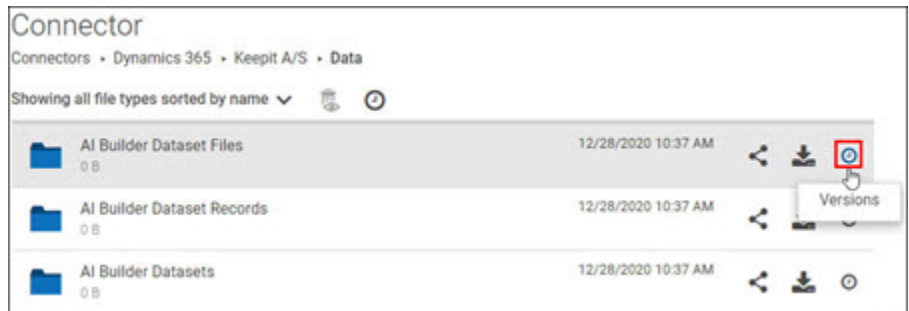 Connector
Connectors ▸ Dynamics 365 ▸ Keepit A/S ▸ Data
Showing all file types sorted by name
AI Builder Dataset Files 12/28/2020 10:37 AM
0 B
Versions
AI Builder Dataset Records 12/28/2020 10:37 AM
0 B
AI Builder Datasets 12/28/2020 10:37 AM
0 B